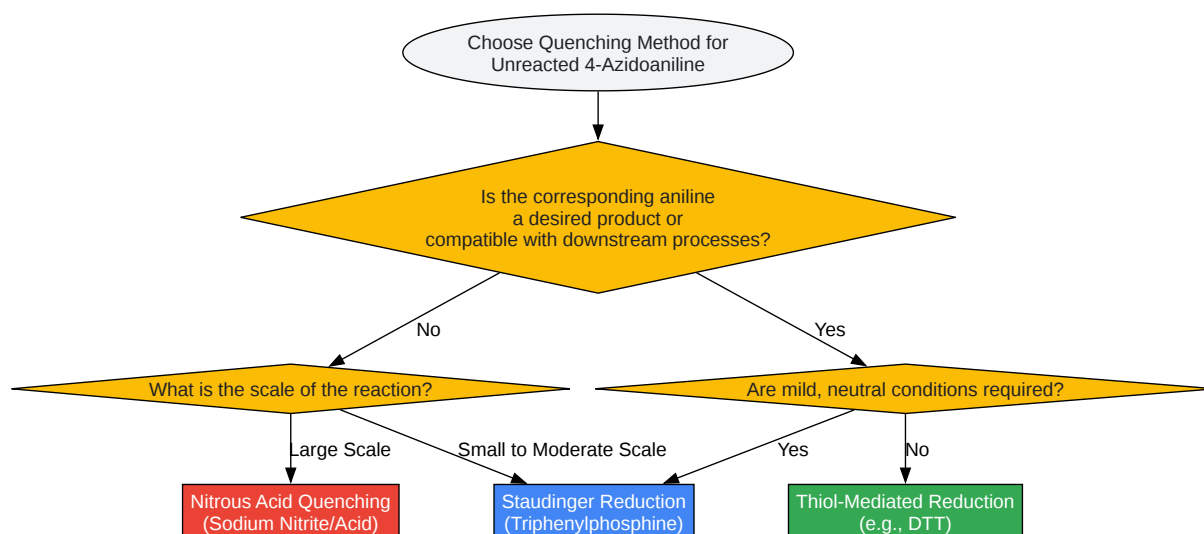 Choose Quenching Method for
Unreacted 4-Azidoaniline
Is the corresponding aniline
a desired product or
compatible with downstream processes?
No
Yes
What is the scale of the reaction?
Are mild, neutral conditions required?
Large Scale
Small to Moderate Scale
Yes
No
Nitrous Acid Quenching
(Sodium Nitrite/Acid)
Staudinger Reduction
(Triphenylphosphine)
Thiol-Mediated Reduction
(e.g., DTT)